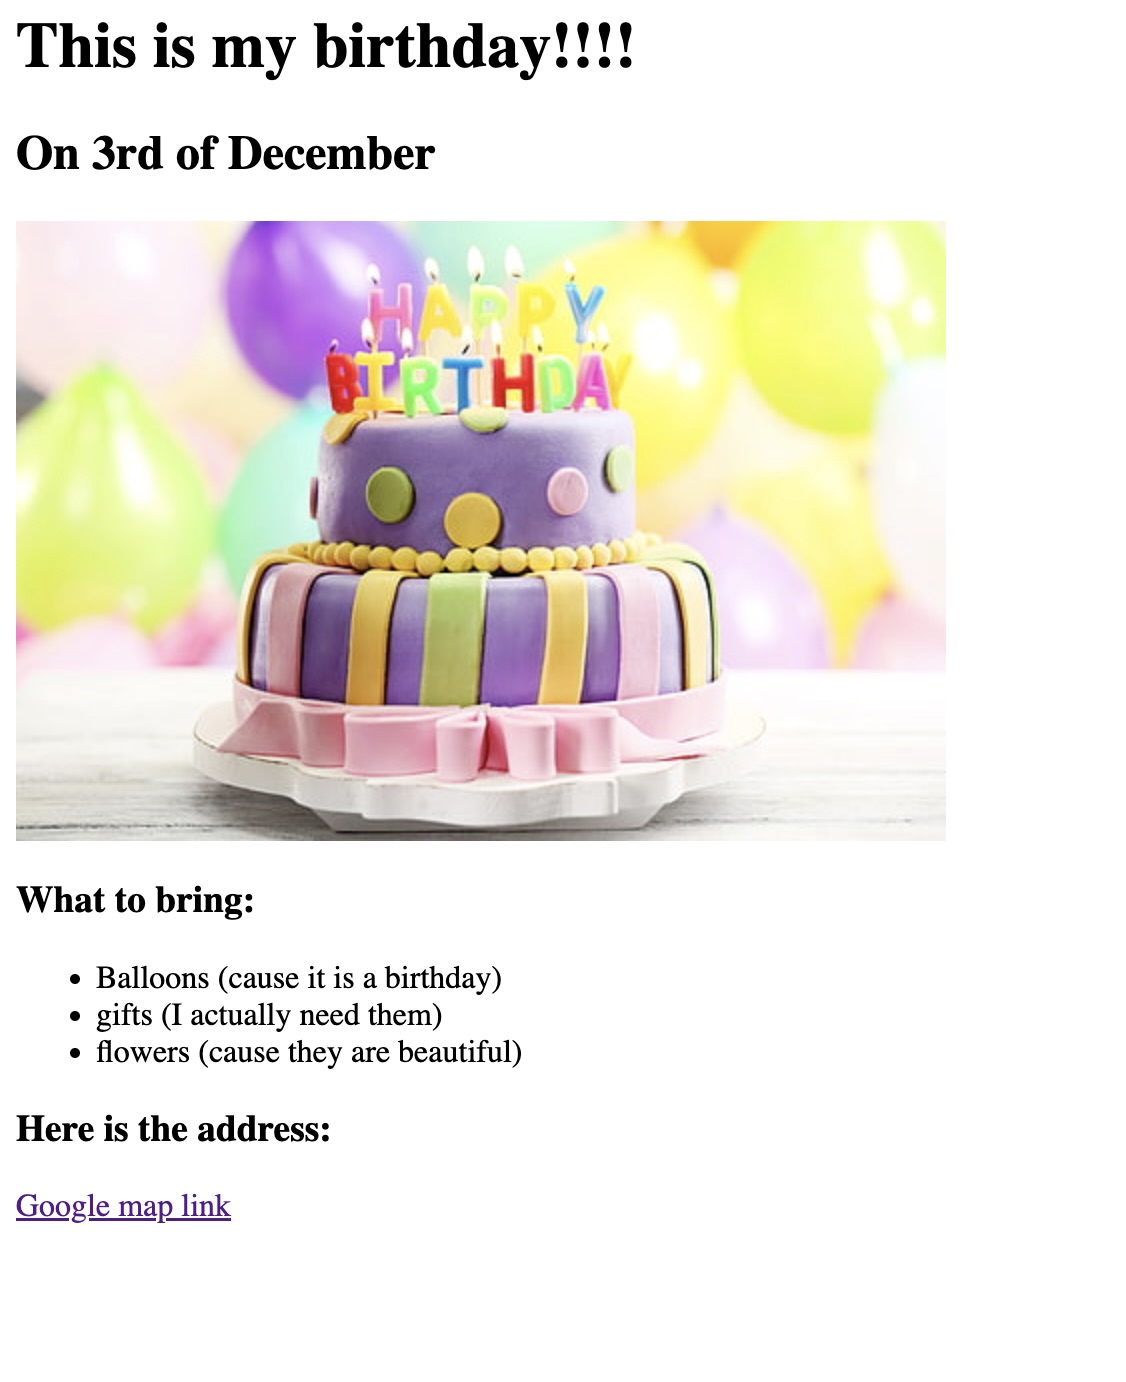 This is my birthday!!!!
On 3rd of December
HAPPY
BIRTHDAY
What to bring:
Balloons (cause it is a birthday)
gifts (I actually need them)
flowers (cause they are beautiful)
Here is the address:
Google map link